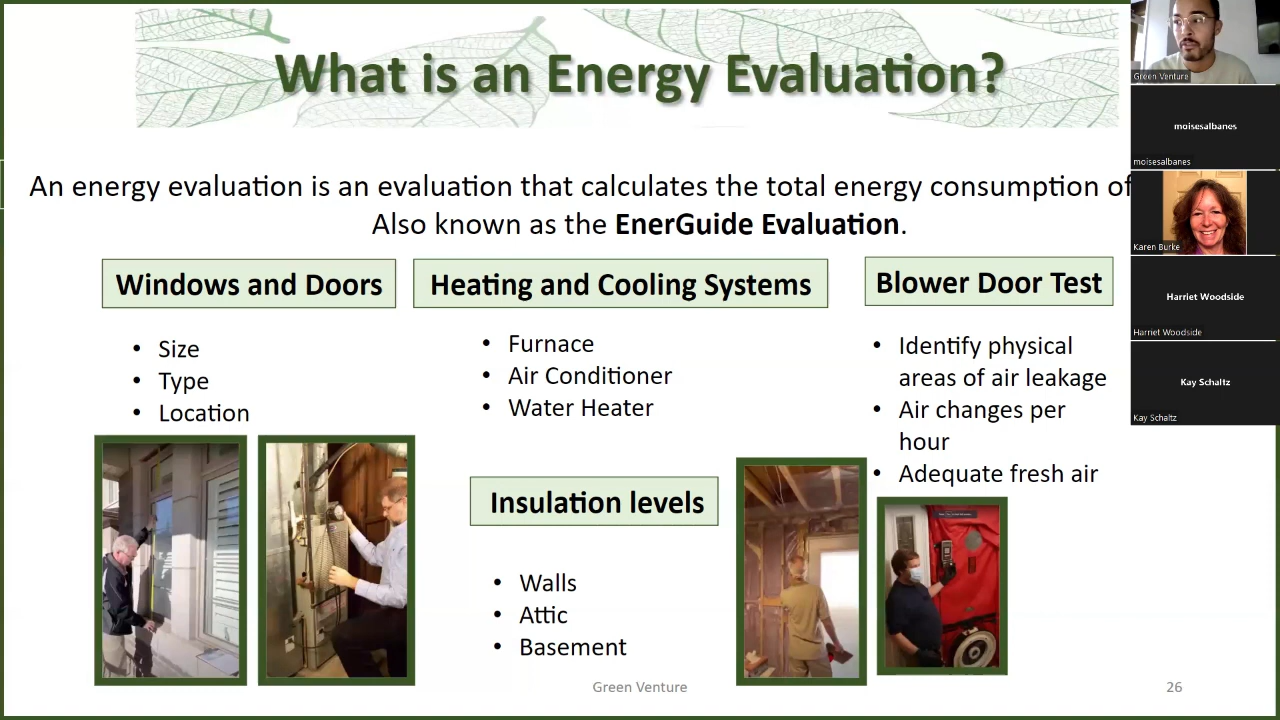 What is an Energy Evaluation?
An energy evaluation is an evaluation that calculates the total energy consumption of
Also known as the EnerGuide Evaluation.
Windows and Doors
• Size
• Type
• Location
Heating and Cooling Systems
• Furnace
• Air Conditioner
• Water Heater
Blower Door Test
• Identify physical
areas of air leakage
• Air changes per
hour
• Adequate fresh air
Insulation levels
• Walls
• Attic
• Basement
Green Venture
26
Green Venture
moisesalbanes
moisesalbanes
Karen Burke
Harriet Woodside
Harriet Woodside
Kay Schaltz
Kay Schaltz